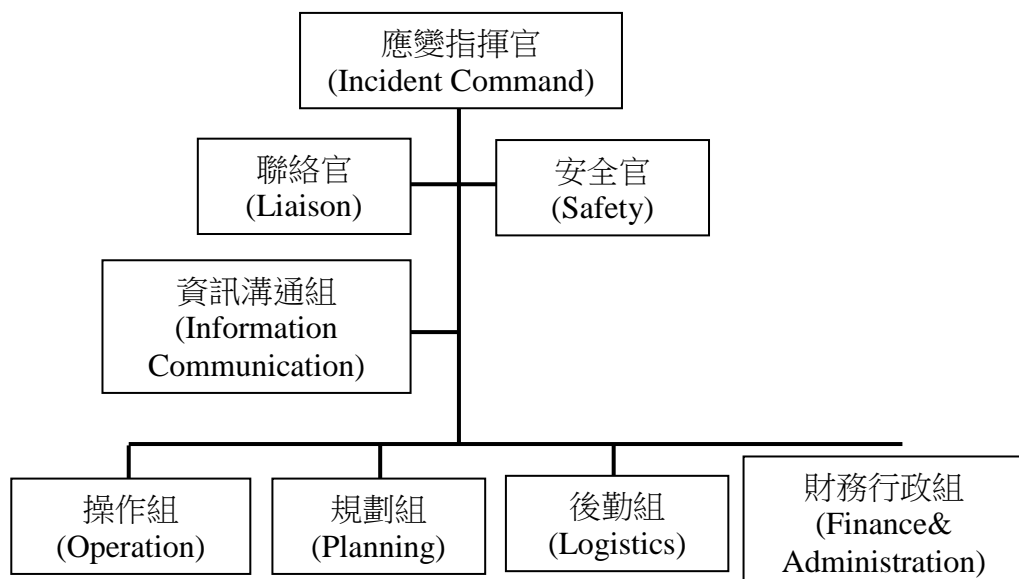 應變指揮官
(Incident Command)
聯絡官
(Liaison)
安全官
(Safety)
資訊溝通組
(Information
Communication)
操作組
(Operation)
規劃組
(Planning)
後勤組
(Logistics)
財務行政組
(Finance&
Administration)